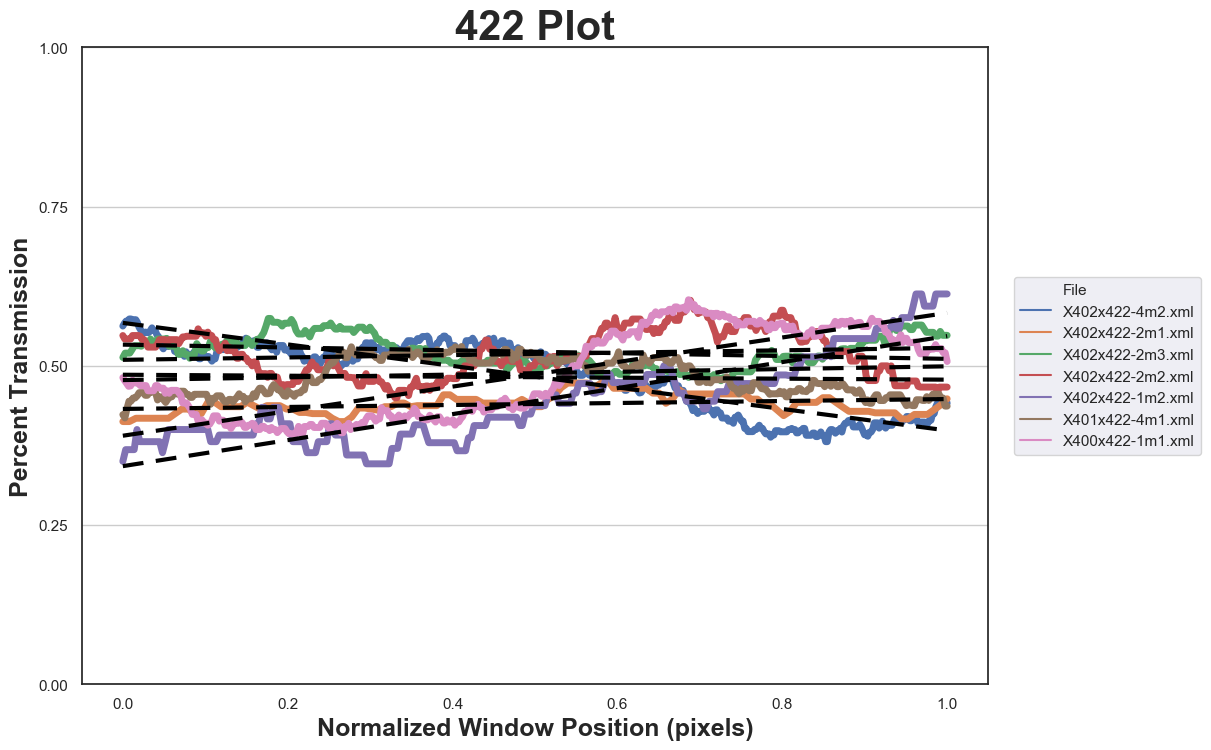 422 Plot
Percent Transmission
1.00
0.75
0.50
0.25
0.00
0.0 0.2 0.4 0.6 0.8 1.0
Normalized Window Position (pixels)
File
X402x422-4m2.xml
X402x422-2m1.xml
X402x422-2m3.xml
X402x422-2m2.xml
X402x422-1m2.xml
X401x422-4m1.xml
X400x422-1m1.xml